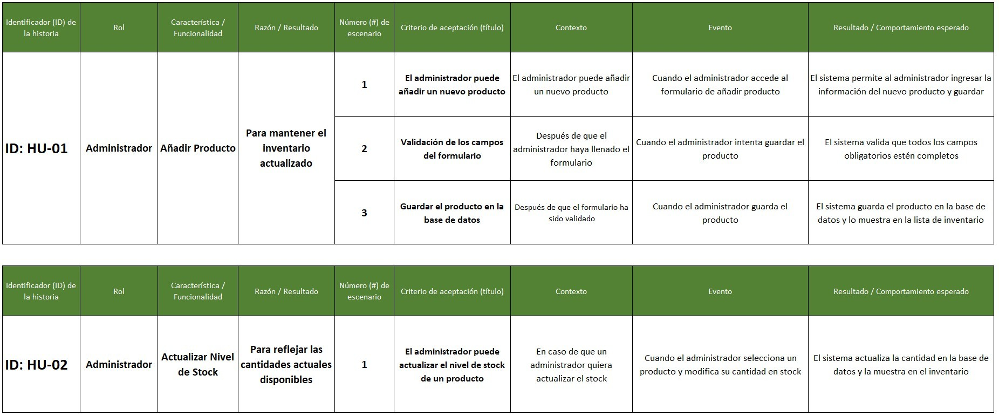 Identificador (ID) de
la historia
Rol
Característica /
Funcionalidad
Razón / Resultado
Número (#) de
escenario
Criterio de aceptación (título)
Contexto
Evento
Resultado / Comportamiento esperado
ID: HU-01
Administrador
Añadir Producto
Para mantener el
inventario
actualizado
1
El administrador puede
añadir un nuevo producto
El administrador puede añadir
un nuevo producto
Cuando el administrador accede al
formulario de añadir producto
El sistema permite al administrador ingresar la
información del nuevo producto y guardar
2
Validación de los campos
del formulario
Después de que el
administrador haya llenado el
formulario
Cuando el administrador intenta guardar el
producto
El sistema valida que todos los campos
obligatorios estén completos
3
Guardar el producto en la
base de datos
Después de que el formulario ha
sido validado
Cuando el administrador guarda el
producto
El sistema guarda el producto en la base de
datos y lo muestra en la lista de inventario
Identificador (ID) de
la historia
Rol
Característica /
Funcionalidad
Razón / Resultado
Número (#) de
escenario
Criterio de aceptación (título)
Contexto
Evento
Resultado / Comportamiento esperado
ID: HU-02
Administrador
Actualizar Nivel
de Stock
Para reflejar las
cantidades actuales
disponibles
1
El administrador puede
actualizar el nivel de stock
de un producto
En caso de que un
administrador quiera
actualizar el stock
Cuando el administrador selecciona un
producto y modifica su cantidad en stock
El sistema actualiza la cantidad en la base de
datos y la muestra en el inventario